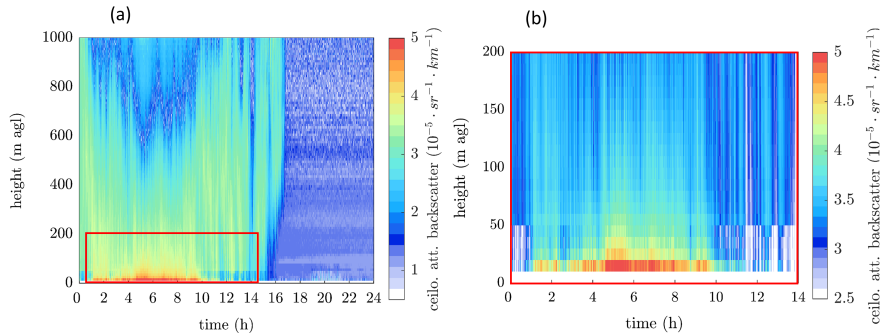 (a)
1000
800
600
400
200
0
height (m agl)
0 2 4 6 8 10 12 14 16 18 20 22 24
time (h)
5
4
3
2
1
ceilo. att. backscatter (10^{-5} · sr^{-1} · km^{-1})
(b)
200
150
100
50
0
height (m agl)
0 2 4 6 8 10 12 14
time (h)
5
4.5
4
3.5
3
2.5
ceilo. att. backscatter (10^{-5} · sr^{-1} · km^{-1})